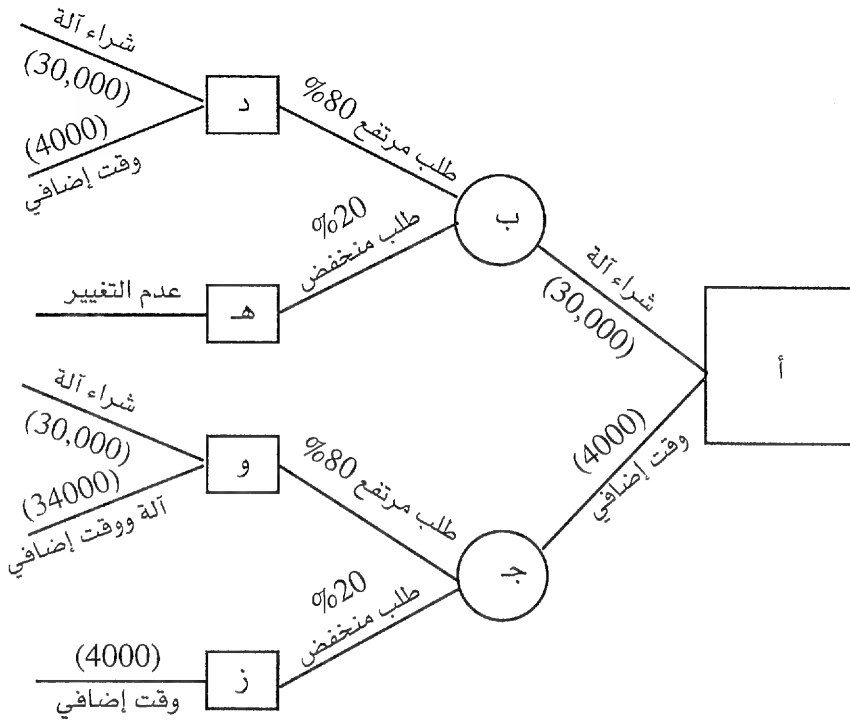 أ
شراء آلة
(30,000)
(4000)
وقت إضافي
ب
%80
طلب مرتفع
%20
طلب منخفض
د
شراء آلة
(30,000)
(4000)
وقت إضافي
هـ
عدم التغيير
جـ
%80
طلب مرتفع
%20
طلب منخفض
و
شراء آلة
(30,000)
(34000)
آلة ووقت إضافي
ز
(4000)
وقت إضافي